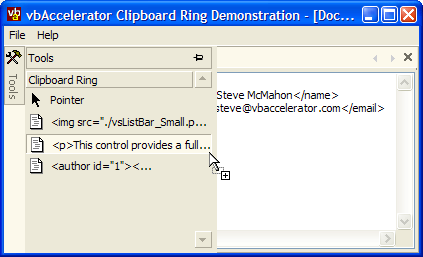 vbAccelerator Clipboard Ring Demonstration - [Doc...
File Help
Tools
Tools
Clipboard Ring
Pointer
<img src="./vsListBar_Small.p...
<p>This control provides a full...
<author id="1"><...
Steve McMahon</name>
steve@vbaccelerator.com</email>